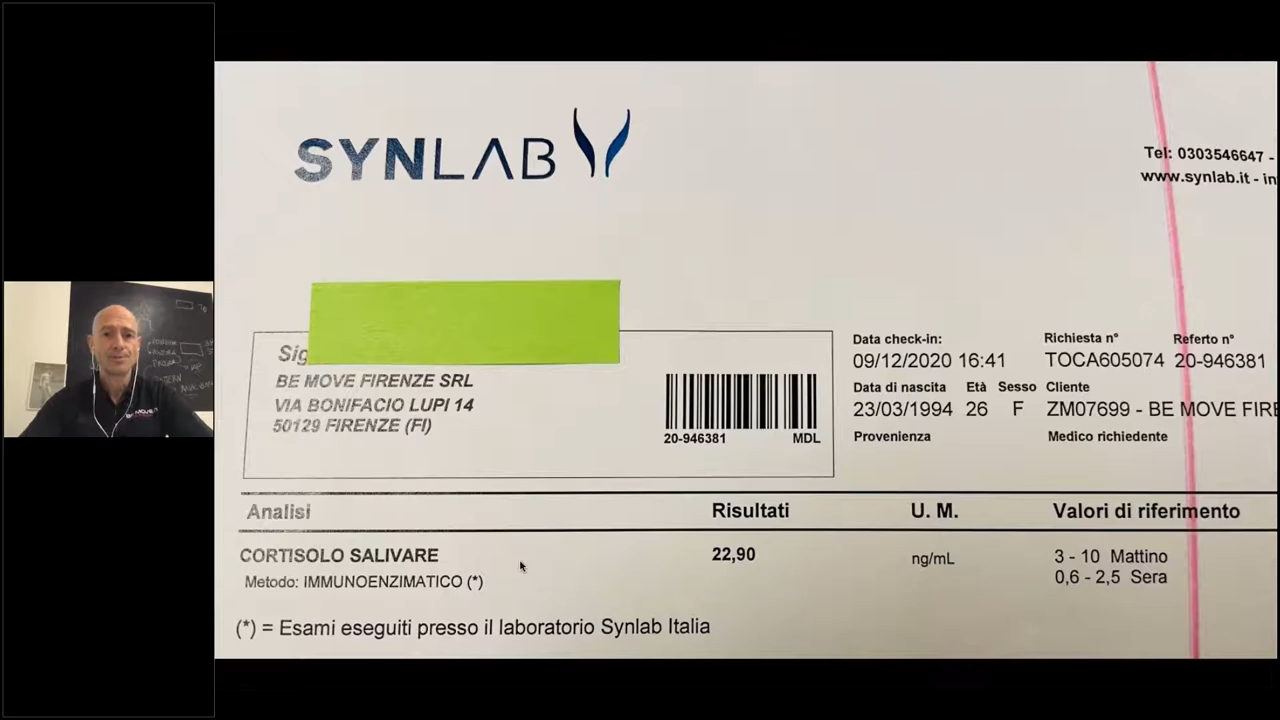 SYNLAB
Tel: 0303546647 -
www.synlab.it - in
Sig
BE MOVE FIRENZE SRL
VIA BONIFACIO LUPI 14
50129 FIRENZE (FI)
20-946381 MDL
Data check-in: Richiesta n° Referto n°
09/12/2020 16:41 TOCA605074 20-946381
Data di nascita Età Sesso Cliente
23/03/1994 26 F ZM07699 - BE MOVE FIRE
Provenienza Medico richiedente
Analisi Risultati U. M. Valori di riferimento
CORTISOLO SALIVARE 22,90 ng/mL 3 - 10 Mattino
Metodo: IMMUNOENZIMATICO (*) 0,6 - 2,5 Sera
(*) = Esami eseguiti presso il laboratorio Synlab Italia